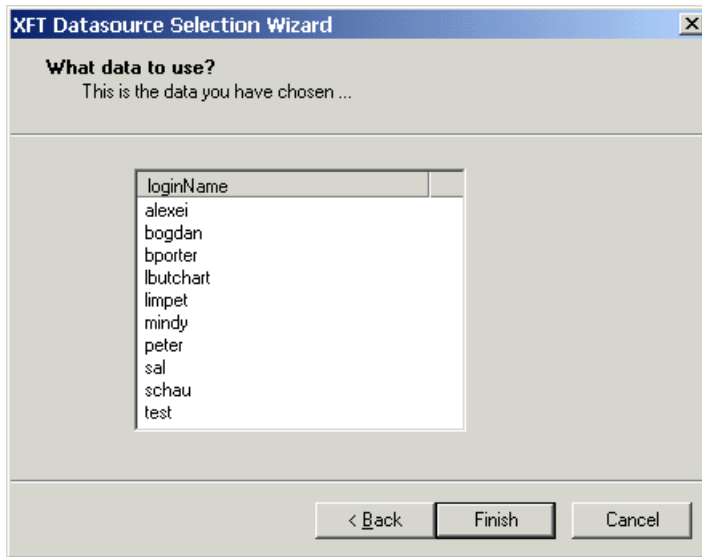 XFT Datasource Selection Wizard
What data to use?
This is the data you have chosen ...
loginName
alexei
bogdan
bporter
lbutchart
limpet
mindy
peter
sal
schau
test
< Back
Finish
Cancel